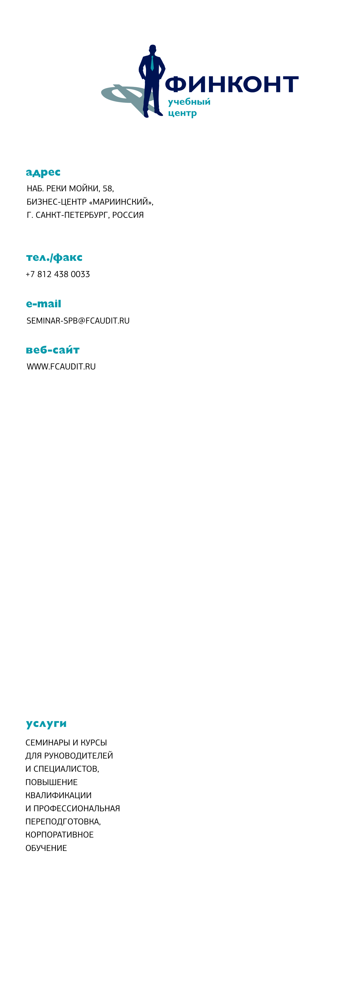 ФИНКОНТ
учебный
центр
адрес
НАБ. РЕКИ МОЙКИ, 58,
БИЗНЕС-ЦЕНТР «МАРИИНСКИЙ»,
Г. САНКТ-ПЕТЕРБУРГ, РОССИЯ
тел./факс
+7 812 438 0033
e-mail
SEMINAR-SPB@FCAUDIT.RU
веб-сайт
WWW.FCAUDIT.RU
услуги
СЕМИНАРЫ И КУРСЫ
ДЛЯ РУКОВОДИТЕЛЕЙ
И СПЕЦИАЛИСТОВ,
ПОВЫШЕНИЕ
КВАЛИФИКАЦИИ
И ПРОФЕССИОНАЛЬНАЯ
ПЕРЕПОДГОТОВКА,
КОРПОРАТИВНОЕ
ОБУЧЕНИЕ